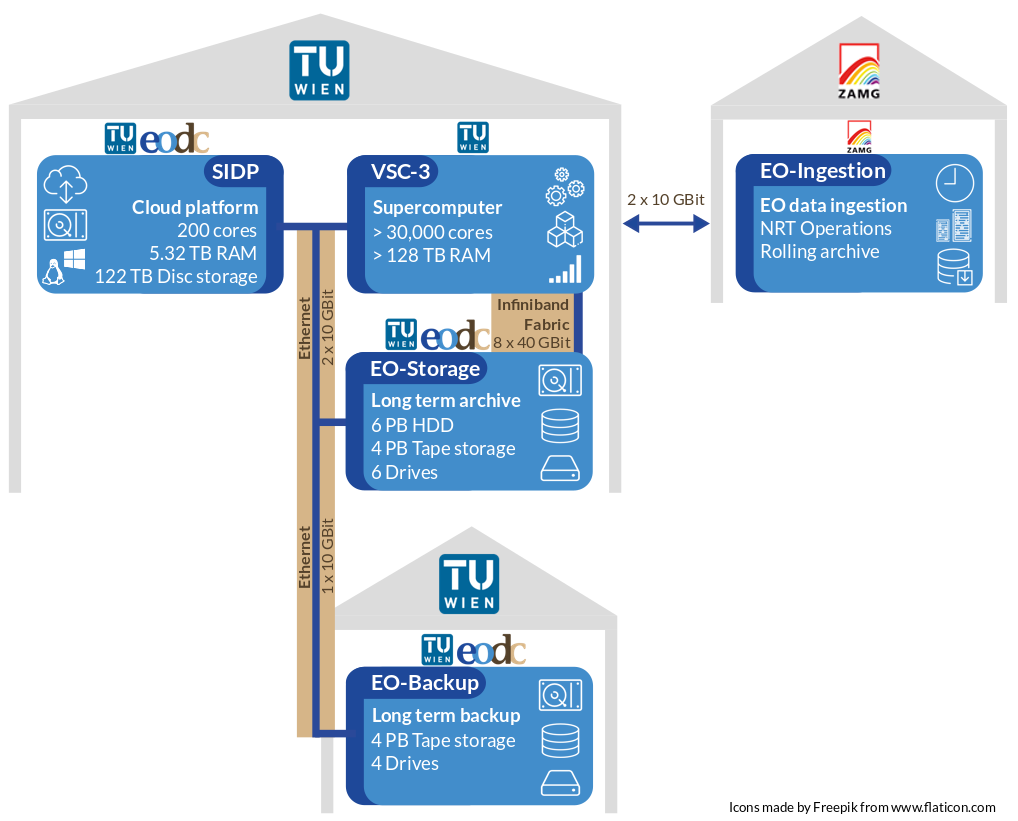 TU
WIEN
ZAMG
TU
WIEN
eodc
SIDP
Cloud platform
200 cores
5.32 TB RAM
122 TB Disc storage
TU
WIEN
VSC-3
Supercomputer
> 30,000 cores
> 128 TB RAM
2 x 10 GBit
ZAMG
EO-Ingestion
EO data ingestion
NRT Operations
Rolling archive
Ethernet
2 x 10 GBit
Infiniband
Fabric
8 x 40 GBit
TU
WIEN
eodc
EO-Storage
Long term archive
6 PB HDD
4 PB Tape storage
6 Drives
Ethernet
1 x 10 GBit
TU
WIEN
TU
WIEN
eodc
EO-Backup
Long term backup
4 PB Tape storage
4 Drives
Icons made by Freepik from www.flaticon.com